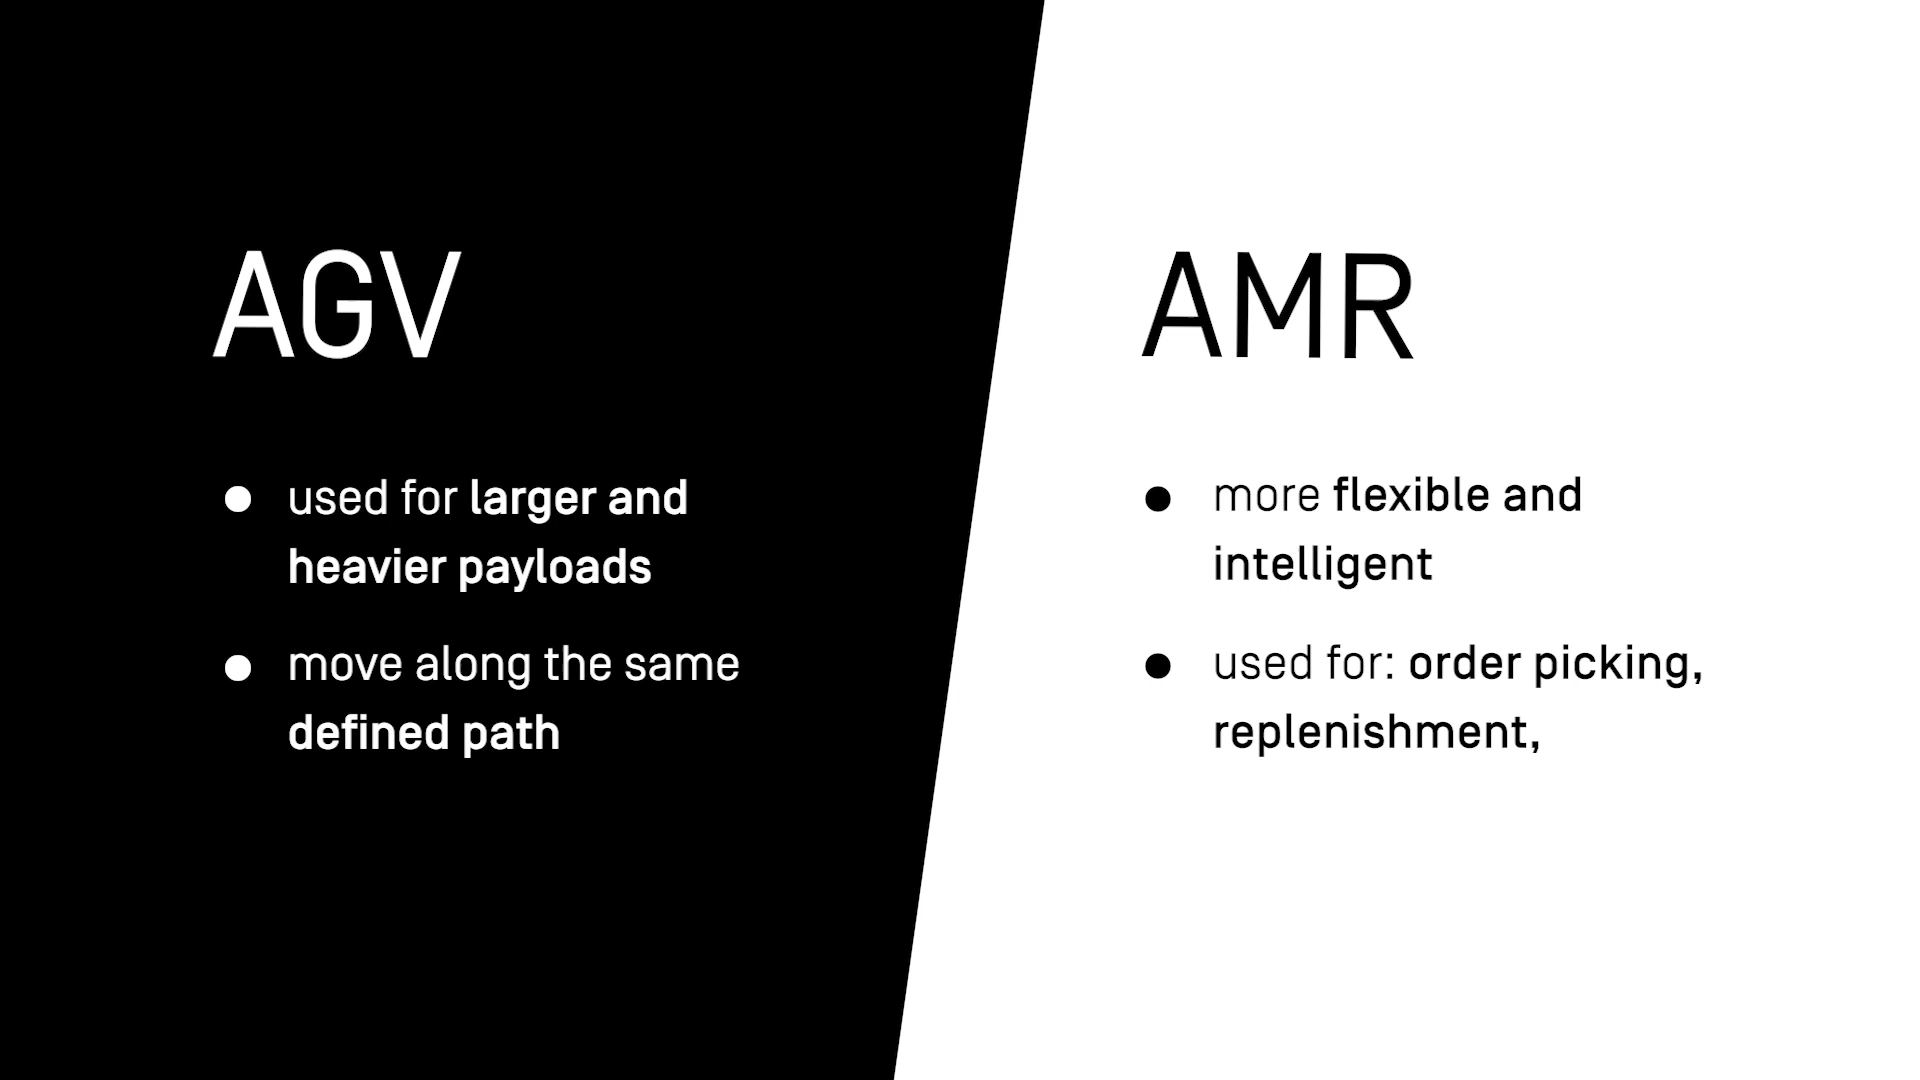 AGV
● used for larger and
heavier payloads
● move along the same
defined path
AMR
● more flexible and
intelligent
● used for: order picking,
replenishment,